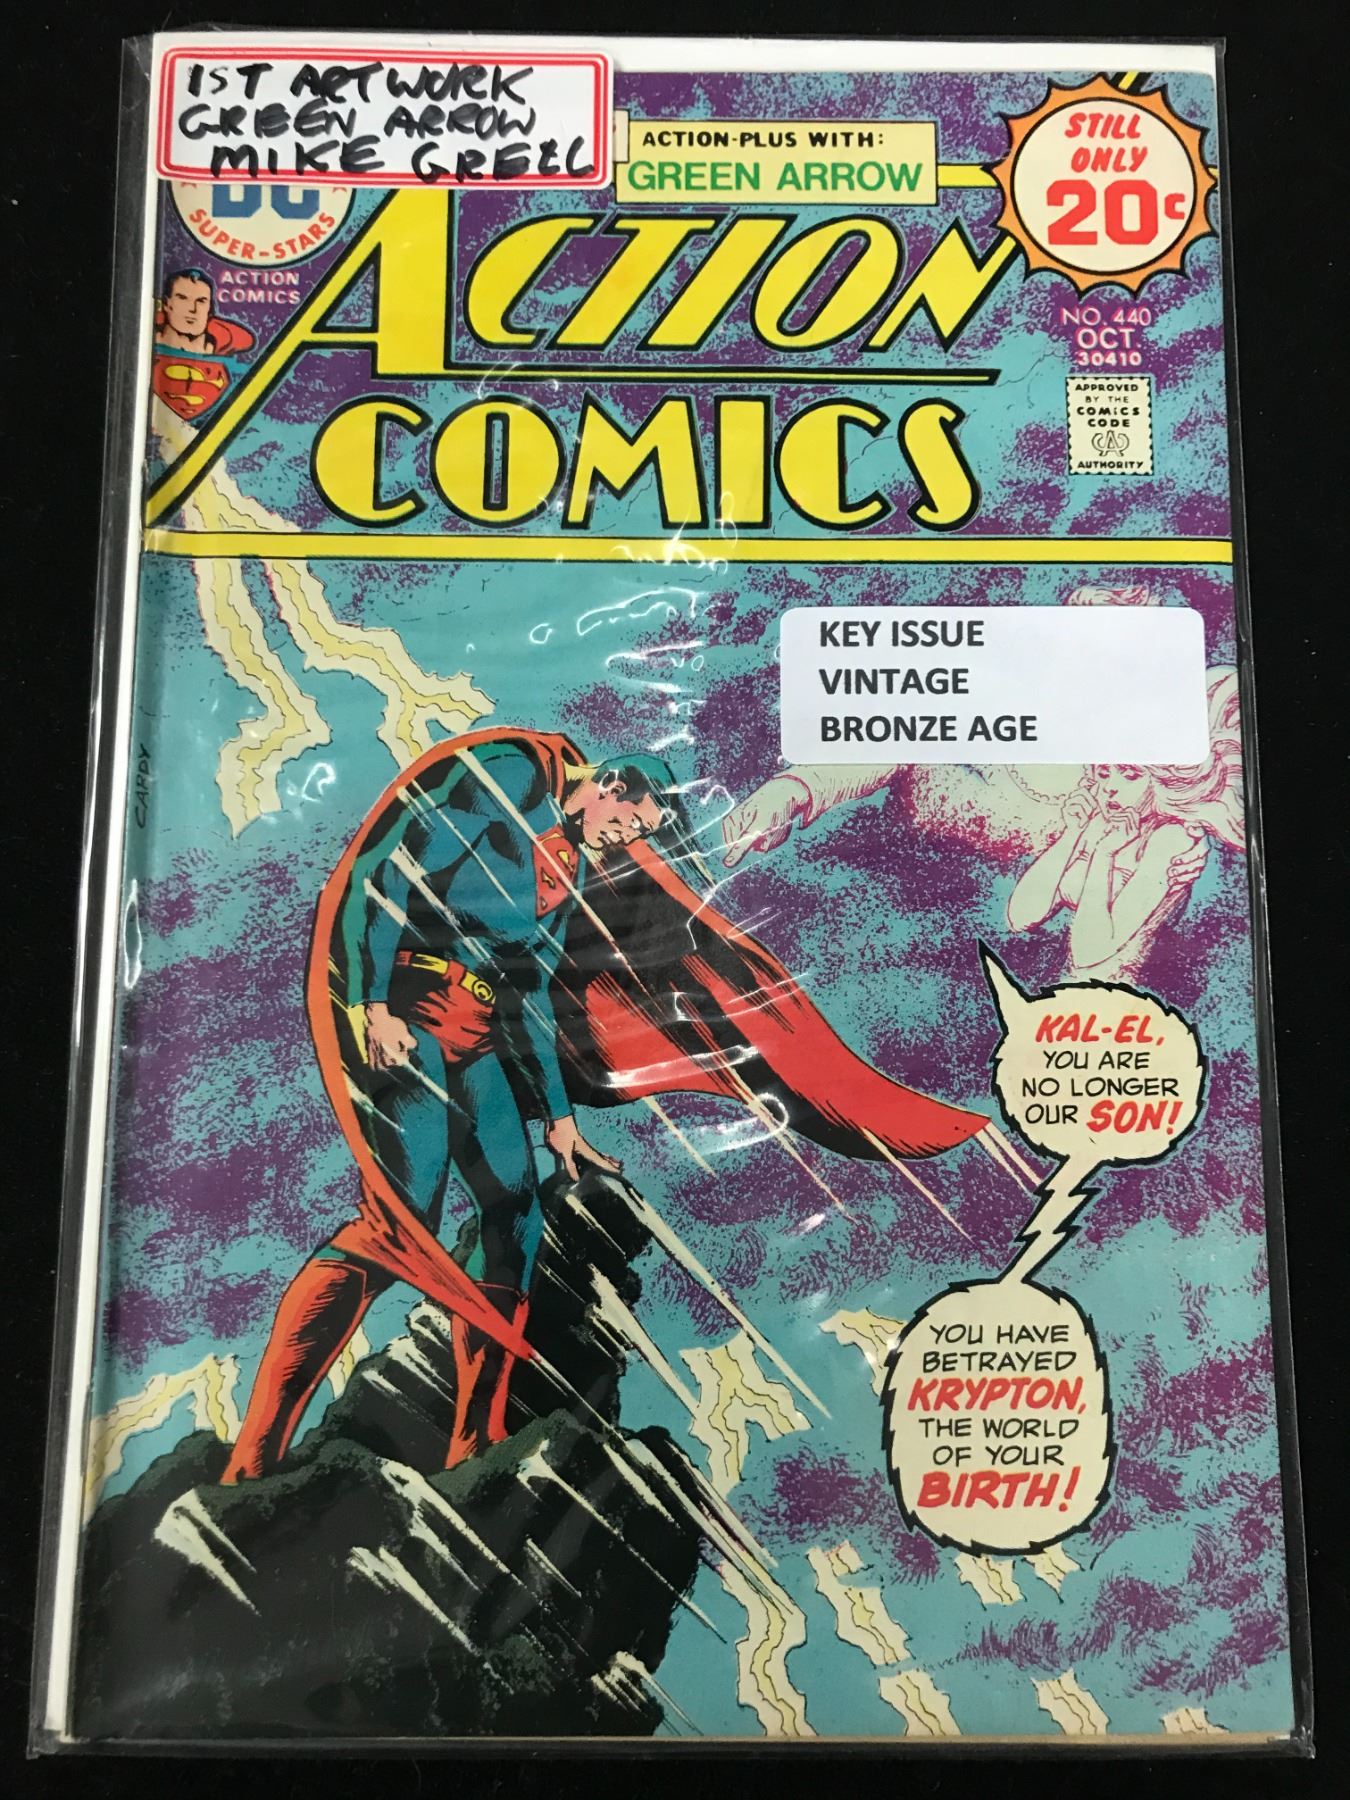 1ST ARTWORK
GREEN ARROW
MIKE GRELL
ACTION-PLUS WITH:
GREEN ARROW
STILL
ONLY
20¢
DC
SUPER-STARS
ACTION
COMICS
ACTION
COMICS
NO. 440
OCT.
30410
APPROVED
BY THE
COMICS
CODE
CA
AUTHORITY
KEY ISSUE
VINTAGE
BRONZE AGE
CARDY
KAL-EL,
YOU ARE
NO LONGER
OUR SON!
YOU HAVE
BETRAYED
KRYPTON,
THE WORLD
OF YOUR
BIRTH!